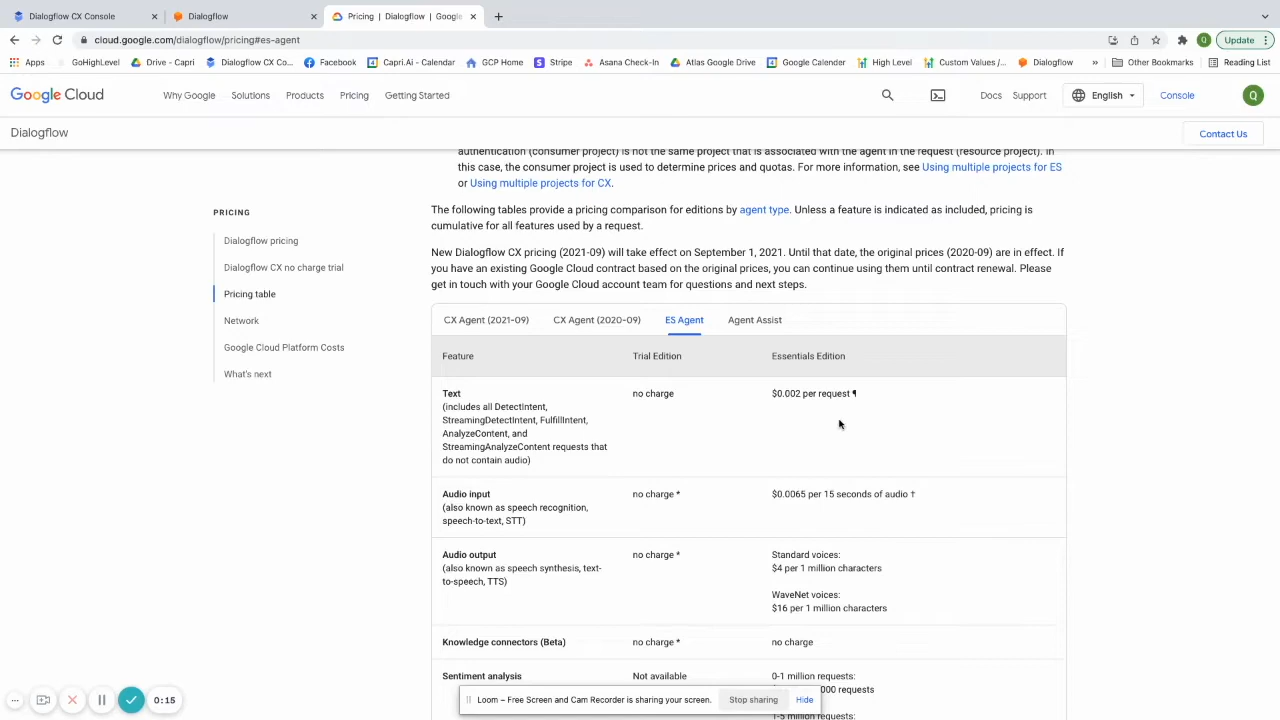 Dialogflow CX Console
Dialogflow
Pricing | Dialogflow | Google
cloud.google.com/dialogflow/pricing#es-agent
Q
Update
Apps
GoHighLevel
Drive - Capri
Dialogflow CX Co...
Facebook
Capri.Ai - Calendar
GCP Home
Stripe
Asana Check-In
Atlas Google Drive
Google Calender
High Level
Custom Values /...
Dialogflow
»
Other Bookmarks
Reading List
Google Cloud
Why Google
Solutions
Products
Pricing
Getting Started
Docs
Support
English
Console
Q
Dialogflow
Contact Us
authentication (consumer project) is not the same project that is associated with the agent in the request (resource project). In
this case, the consumer project is used to determine prices and quotas. For more information, see Using multiple projects for ES
or Using multiple projects for CX.
PRICING
Dialogflow pricing
Dialogflow CX no charge trial
Pricing table
Network
Google Cloud Platform Costs
What's next
The following tables provide a pricing comparison for editions by agent type. Unless a feature is indicated as included, pricing is
cumulative for all features used by a request.
New Dialogflow CX pricing (2021-09) will take effect on September 1, 2021. Until that date, the original prices (2020-09) are in effect. If
you have an existing Google Cloud contract based on the original prices, you can continue using them until contract renewal. Please
get in touch with your Google Cloud account team for questions and next steps.
CX Agent (2021-09)
CX Agent (2020-09)
ES Agent
Agent Assist
Feature
Trial Edition
Essentials Edition
Text
(includes all DetectIntent,
StreamingDetectIntent, FulfillIntent,
AnalyzeContent, and
StreamingAnalyzeContent requests that
do not contain audio)
no charge
$0.002 per request ¶
Audio input
(also known as speech recognition,
speech-to-text, STT)
no charge *
$0.0065 per 15 seconds of audio †
Audio output
(also known as speech synthesis, text-
to-speech, TTS)
no charge *
Standard voices:
$4 per 1 million characters
WaveNet voices:
$16 per 1 million characters
Knowledge connectors (Beta)
no charge *
no charge
Sentiment analysis
Not available
0-1 million requests:
000 requests
1-5 million requests:
0:15
Loom – Free Screen and Cam Recorder is sharing your screen.
Stop sharing
Hide